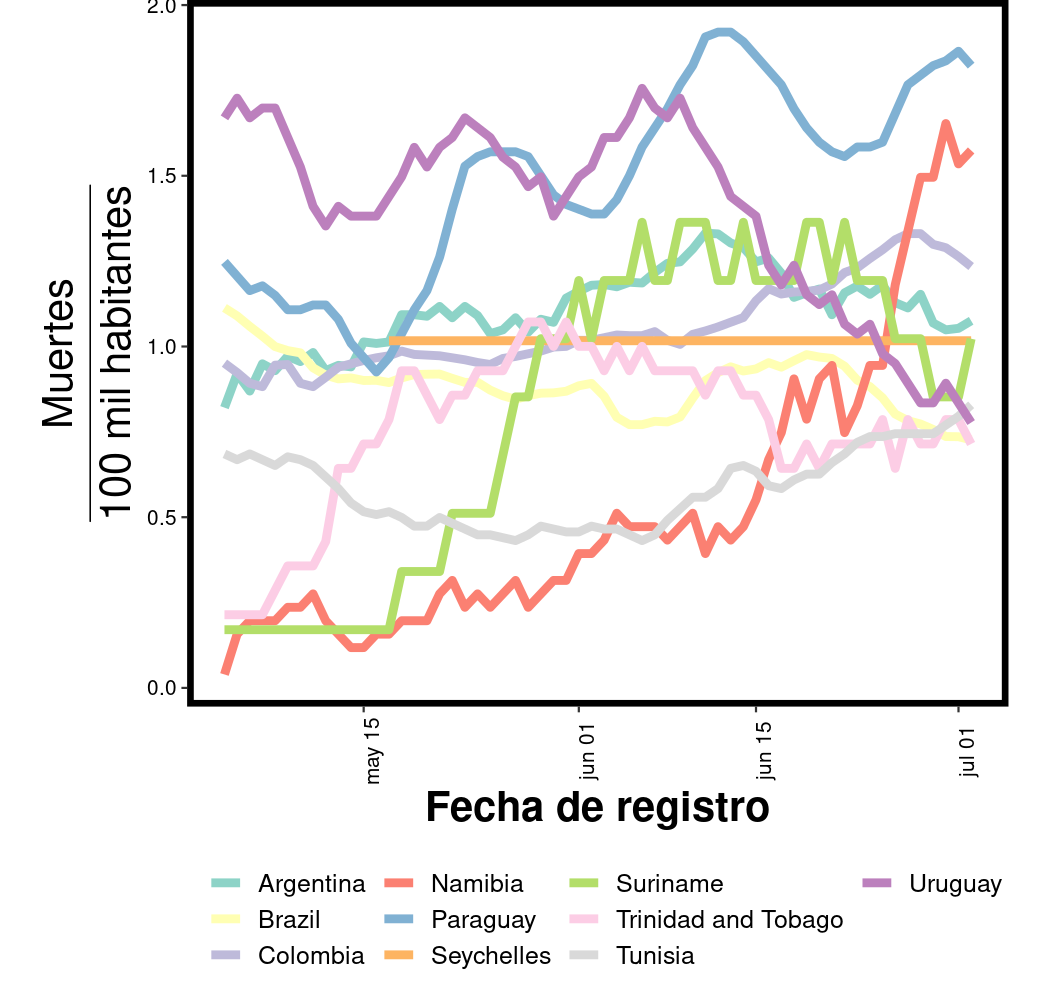 2.0
1.5
1.0
0.5
0.0
Muertes
100 mil habitantes
may 15
jun 01
jun 15
jul 01
Fecha de registro
Argentina
Namibia
Suriname
Uruguay
Brazil
Paraguay
Trinidad and Tobago
Colombia
Seychelles
Tunisia